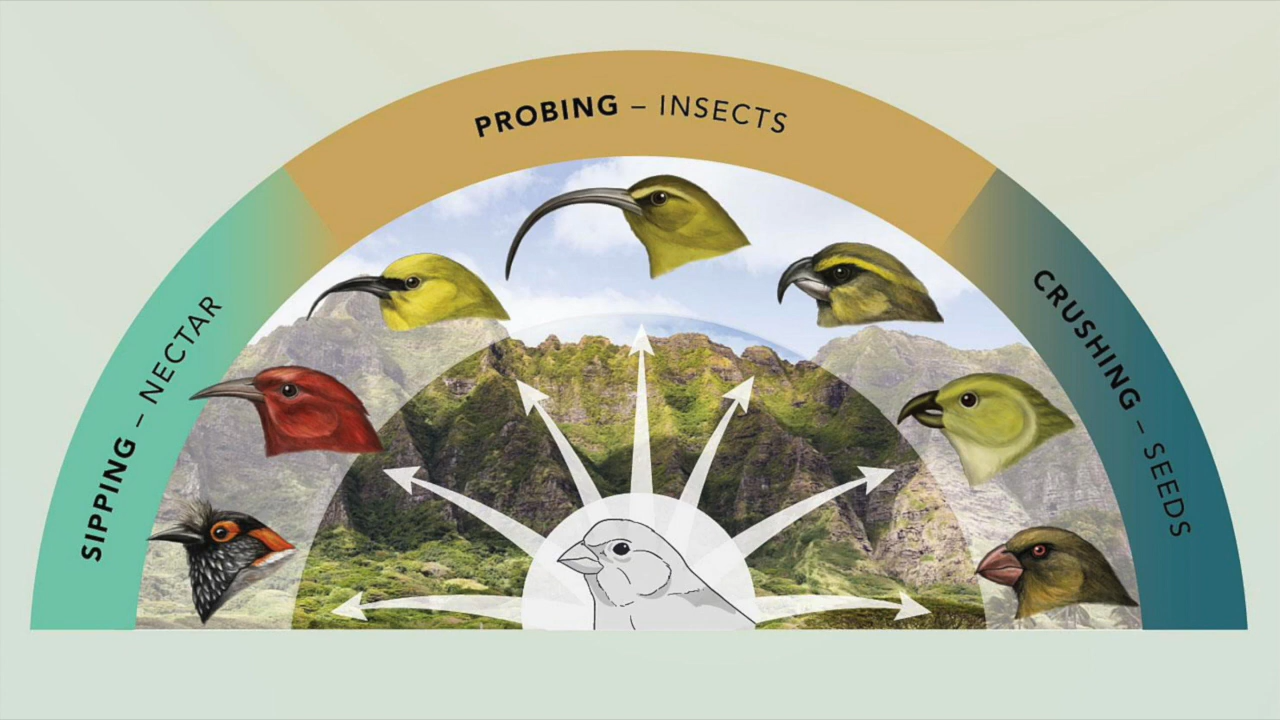 SIPPING – NECTAR
PROBING – INSECTS
CRUSHING – SEEDS